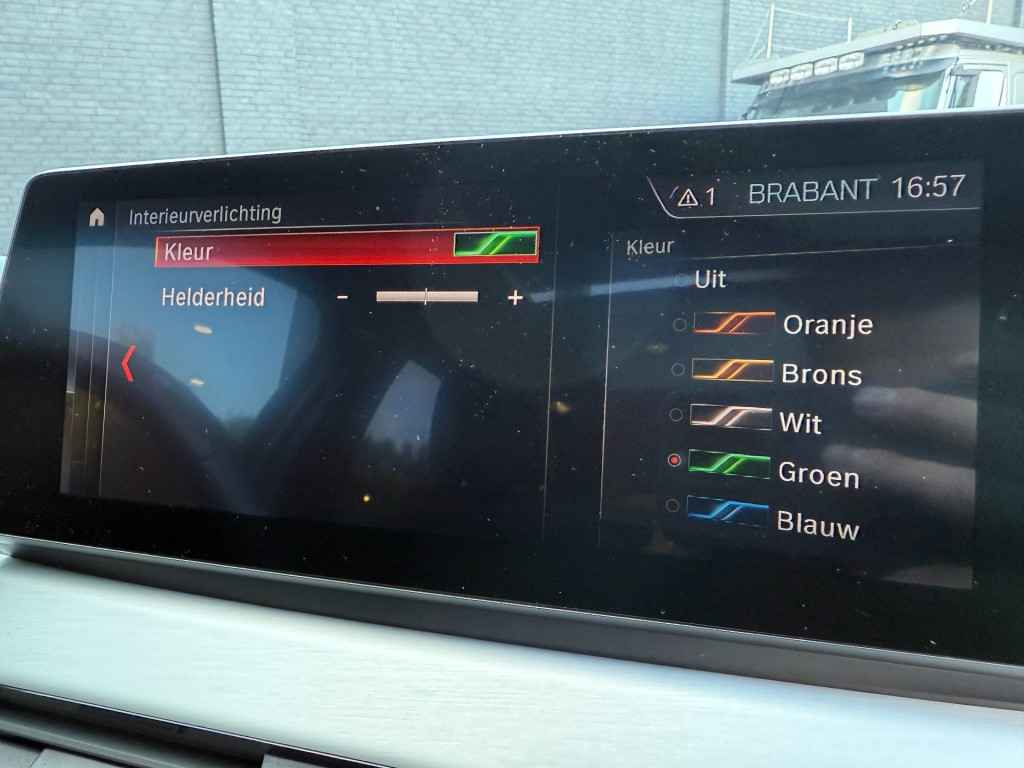 1 BRABANT 16:57
Interieurverlichting
Kleur
Helderheid - +
Kleur
Uit
Oranje
Brons
Wit
Groen
Blauw